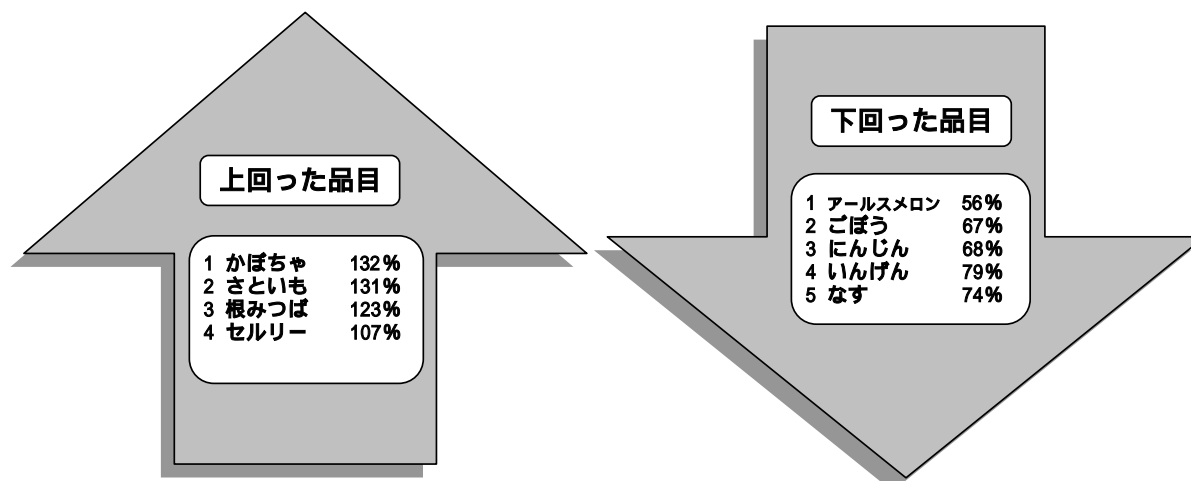 上回った品目
1 かぼちゃ 132%
2 さといも 131%
3 根みつば 123%
4 セルリー 107%
下回った品目
1 アールスメロン 56%
2 ごぼう 67%
3 にんじん 68%
4 いんげん 79%
5 なす 74%